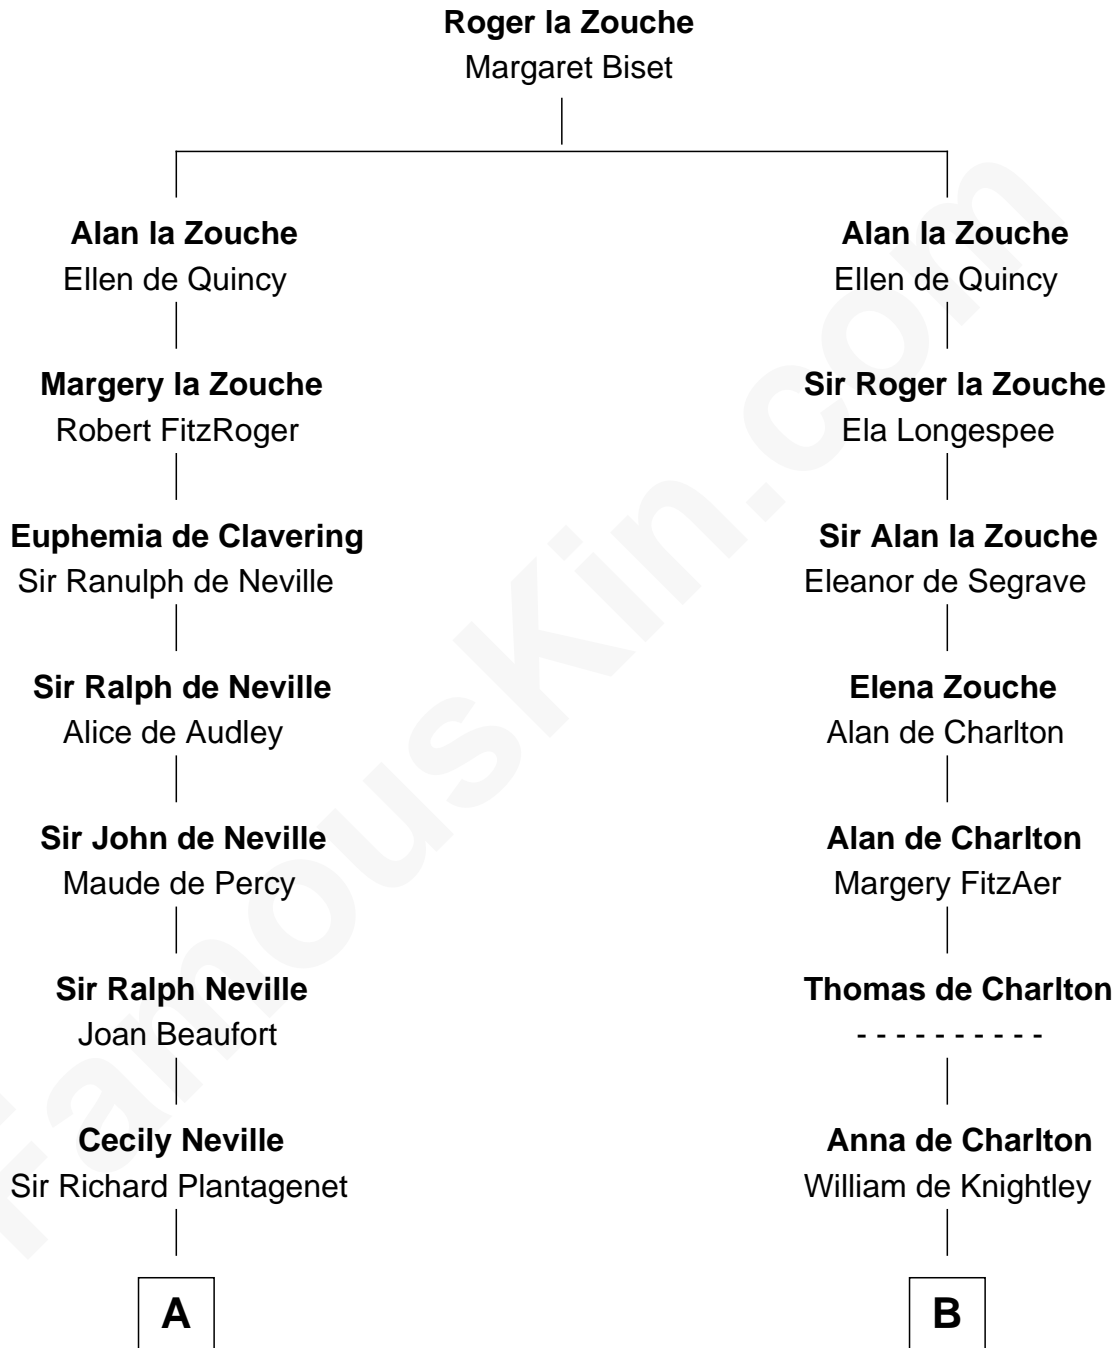 Roger la Zouche
Margaret Biset
Alan la Zouche
Ellen de Quincy
Margery la Zouche
Robert FitzRoger
Euphemia de Clavering
Sir Ranulph de Neville
Sir Ralph de Neville
Alice de Audley
Sir John de Neville
Maude de Percy
Sir Ralph Neville
Joan Beaufort
Cecily Neville
Sir Richard Plantagenet
A
Alan la Zouche
Ellen de Quincy
Sir Roger la Zouche
Ela Longespee
Sir Alan la Zouche
Eleanor de Segrave
Elena Zouche
Alan de Charlton
Alan de Charlton
Margery FitzAer
Thomas de Charlton
- - - - - - - - - -
Anna de Charlton
William de Knightley
B
FamousKin.com